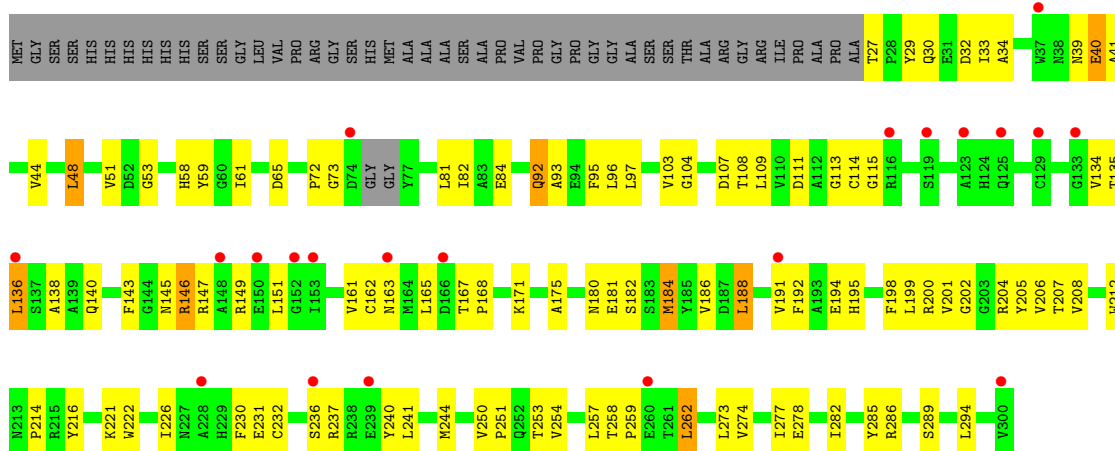 MET GLY SER SER HIS HIS HIS HIS HIS HIS SER SER GLY LEU VAL PRO ARG GLY SER HIS MET ALA ALA ALA SER ALA PRO VAL PRO GLY PRO GLY GLY ALA SER SER THR ALA ARG GLY ARG ILE PRO ALA PRO ALA T27 P28 Y29 Q30 E31 D32 I33 A34 W37 N38 N39 E40 A41
V44 L48 V51 D52 G53 H58 Y59 G60 I61 D65 P72 G73 D74 GLY GLY Y77 L81 I82 A83 E84 Q92 A93 E94 F95 L96 L97 V103 G104 D107 T108 L109 V110 D111 A112 G113 C114 G115 R116 S119 A123 H124 Q125 C129 G133 V134 T135
L136 S137 A138 A139 Q140 F143 G144 N145 R146 R147 A148 R149 E150 L151 G152 I153 V161 C162 N163 M164 L165 D166 T167 P168 K171 A175 N180 E181 S182 S183 M184 Y185 V186 D187 L188 V191 F192 A193 E194 H195 F198 L199 R200 V201 G202 G203 R204 Y205 V206 T207 V208 W212
N213 P214 R215 Y216 K221 W222 I226 N227 A228 H229 F230 E231 C232 S236 R237 R238 E239 Y240 L241 M244 V250 P251 Q252 T253 V254 L257 T258 P259 E260 T261 L262 L273 V274 I277 E278 I282 Y285 R286 S289 L294 V300